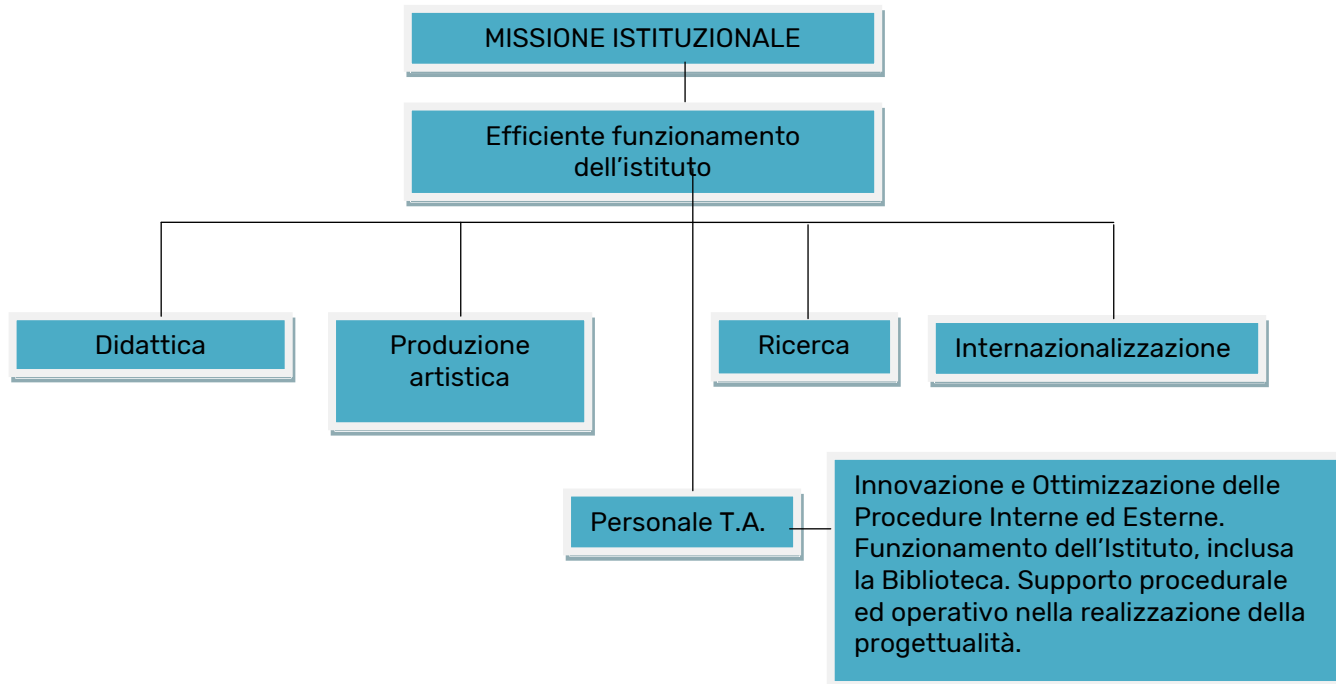 MISSIONE ISTITUZIONALE
Efficiente funzionamento
dell’istituto
Didattica
Produzione
artistica
Ricerca
Internazionalizzazione
Personale T.A.
Innovazione e Ottimizzazione delle
Procedure Interne ed Esterne.
Funzionamento dell’Istituto, inclusa
la Biblioteca. Supporto procedurale
ed operativo nella realizzazione della
progettualità.